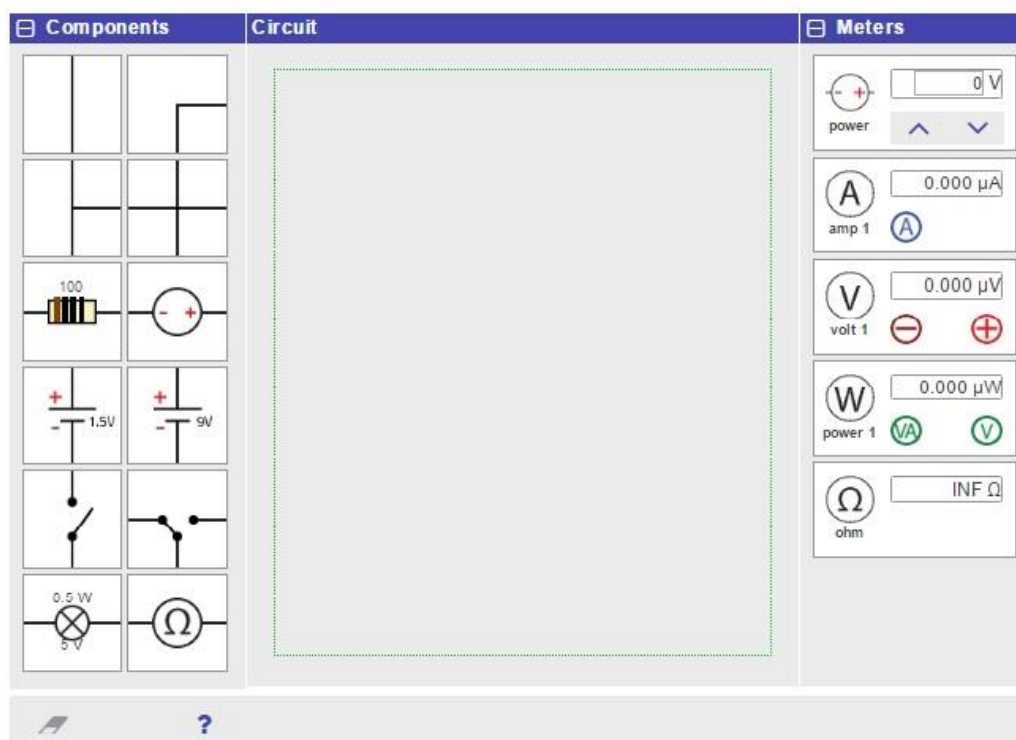 Components
Circuit
Meters
100
- +
+
- 1.5V
+
- 9V
0.5 W
5 V
Ω
- +
0 V
power
A
0.000 µA
amp 1
A
V
0.000 µV
volt 1
W
0.000 µW
power 1
VA
V
Ω
INF Ω
ohm
?